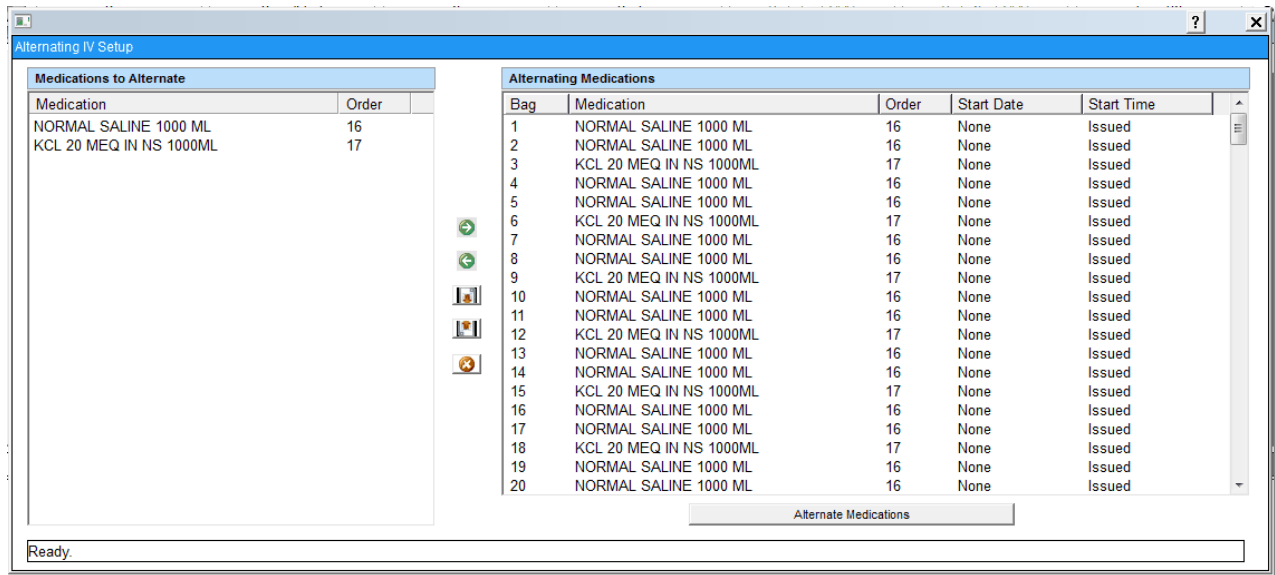 ?
Alternating IV Setup
Medications to Alternate
Medication Order
NORMAL SALINE 1000 ML 16
KCL 20 MEQ IN NS 1000ML 17
Alternating Medications
Bag Medication Order Start Date Start Time
1 NORMAL SALINE 1000 ML 16 None Issued
2 NORMAL SALINE 1000 ML 16 None Issued
3 KCL 20 MEQ IN NS 1000ML 17 None Issued
4 NORMAL SALINE 1000 ML 16 None Issued
5 NORMAL SALINE 1000 ML 16 None Issued
6 KCL 20 MEQ IN NS 1000ML 17 None Issued
7 NORMAL SALINE 1000 ML 16 None Issued
8 NORMAL SALINE 1000 ML 16 None Issued
9 KCL 20 MEQ IN NS 1000ML 17 None Issued
10 NORMAL SALINE 1000 ML 16 None Issued
11 NORMAL SALINE 1000 ML 16 None Issued
12 KCL 20 MEQ IN NS 1000ML 17 None Issued
13 NORMAL SALINE 1000 ML 16 None Issued
14 NORMAL SALINE 1000 ML 16 None Issued
15 KCL 20 MEQ IN NS 1000ML 17 None Issued
16 NORMAL SALINE 1000 ML 16 None Issued
17 NORMAL SALINE 1000 ML 16 None Issued
18 KCL 20 MEQ IN NS 1000ML 17 None Issued
19 NORMAL SALINE 1000 ML 16 None Issued
20 NORMAL SALINE 1000 ML 16 None Issued
Alternate Medications
Ready.